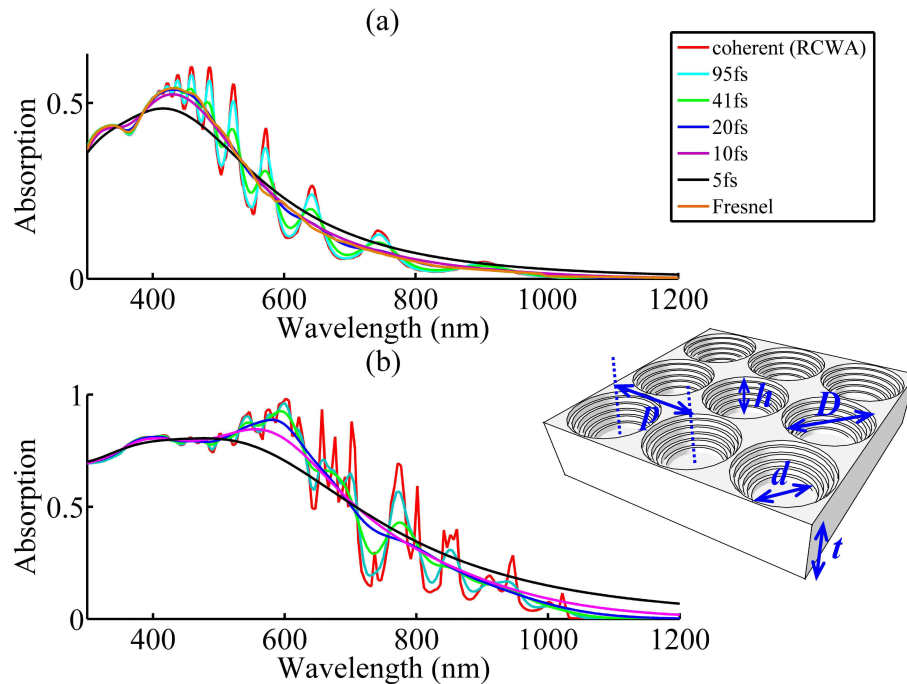 (a)
Absorption
0.5
0
400 600 800 1000 1200
Wavelength (nm)
coherent (RCWA)
95fs
41fs
20fs
10fs
5fs
Fresnel
(b)
Absorption
1
0.5
0
400 600 800 1000 1200
Wavelength (nm)
p
h
D
d
t